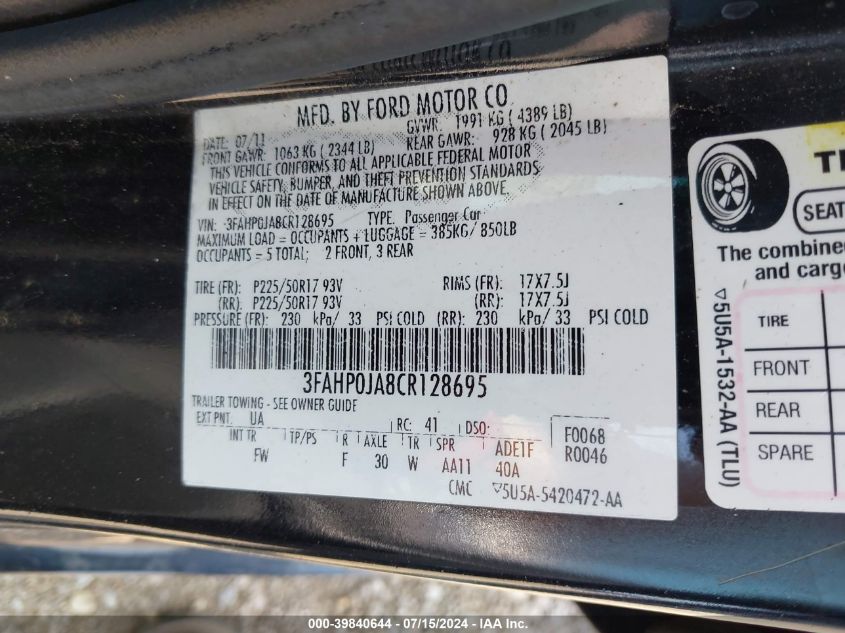 MFD. BY FORD MOTOR CO
DATE: 07/11 GVWR: 1991 KG ( 4389 LB)
FRONT GAWR: 1063 KG ( 2344 LB) REAR GAWR: 928 KG ( 2045 LB)
THIS VEHICLE CONFORMS TO ALL APPLICABLE FEDERAL MOTOR
VEHICLE SAFETY, BUMPER, AND THEFT PREVENTION STANDARDS
IN EFFECT ON THE DATE OF MANUFACTURE SHOWN ABOVE.
VIN: 3FAHP0JA8CR128695 TYPE: Passenger Car
MAXIMUM LOAD = OCCUPANTS + LUGGAGE = 385KG/ 850LB
OCCUPANTS = 5 TOTAL; 2 FRONT, 3 REAR
TIRE (FR): P225/50R17 93V RIMS (FR): 17X7.5J
(RR): P225/50R17 93V (RR): 17X7.5J
PRESSURE (FR): 230 kPa/ 33 PSI COLD (RR): 230 kPa/ 33 PSI COLD
3FAHP0JA8CR128695
TRAILER TOWING - SEE OWNER GUIDE
EXT PNT: UA RC: 41 DSO: F0068
INT TR TP/PS R AXLE TR SPR ADE1F R0046
FW F 30 W AA11 40A
CMC ▽5U5A-5420472-AA
SEAT
The combine
and carg
TIRE
FRONT
REAR
SPARE
▽5U5A-1532-AA (TLU)
000-39840644 - 07/15/2024 - IAA Inc.